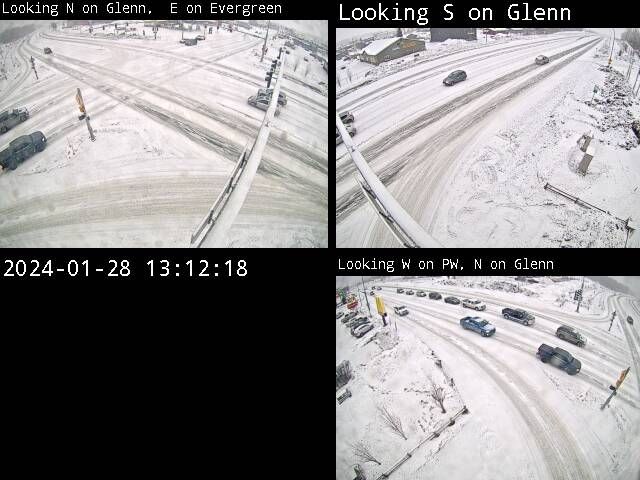 Looking N on Glenn,  E on Evergreen
Looking S on Glenn
2024-01-28 13:12:18
Looking W on PW, N on Glenn